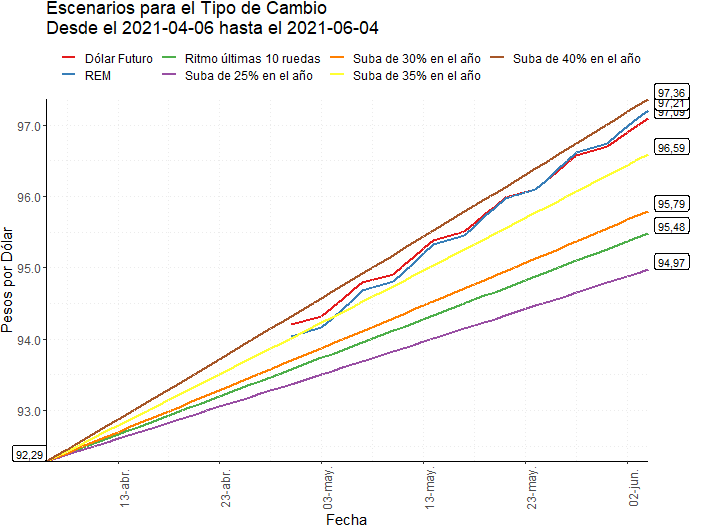 Escenarios para el Tipo de Cambio
Desde el 2021-04-06 hasta el 2021-06-04
Dólar Futuro
Ritmo últimas 10 ruedas
Suba de 30% en el año
Suba de 40% en el año
REM
Suba de 25% en el año
Suba de 35% en el año
97,36
97,21
97,09
97.0
96,59
96.0
95,79
95,48
95.0
94,97
94.0
93.0
92,29
Pesos por Dólar
13-abr.
23-abr.
03-may.
13-may.
23-may.
02-jun.
Fecha